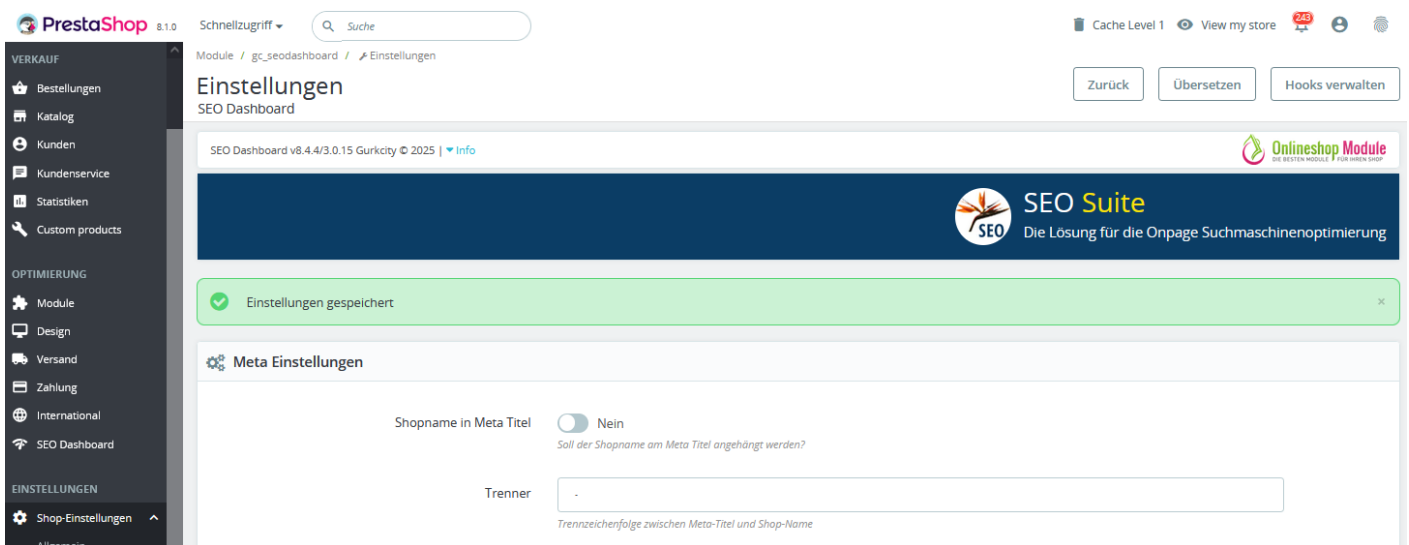 PrestaShop 8.1.0
Schnellzugriff
Suche
Cache Level 1
View my store
243
VERKAUF
Bestellungen
Katalog
Kunden
Kundenservice
Statistiken
Custom products
OPTIMIERUNG
Module
Design
Versand
Zahlung
International
SEO Dashboard
EINSTELLUNGEN
Shop-Einstellungen
Allgemein
Module / gc_seodashboard / Einstellungen
Einstellungen
SEO Dashboard
Zurück
Übersetzen
Hooks verwalten
SEO Dashboard v8.4.4/3.0.15 Gurkcity © 2025 | Info
Onlineshop Module
DIE BESTEN MODULE FÜR IHREN SHOP
SEO
SEO Suite
Die Lösung für die Onpage Suchmaschinenoptimierung
Einstellungen gespeichert
×
Meta Einstellungen
Shopname in Meta Titel
Nein
Soll der Shopname am Meta Titel angehängt werden?
Trenner
-
Trennzeichenfolge zwischen Meta-Titel und Shop-Name